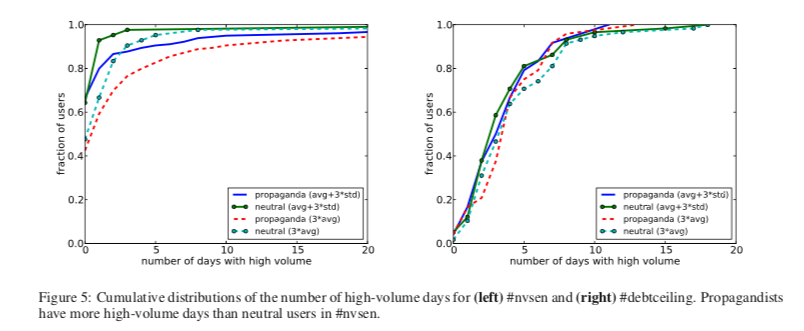 1.0
0.8
0.6
0.4
0.2
0.0
fraction of users
0 5 10 15 20
number of days with high volume
propaganda (avg+3*std)
neutral (avg+3*std)
propaganda (3*avg)
neutral (3*avg)
1.0
0.8
0.6
0.4
0.2
0.0
fraction of users
0 5 10 15 20
number of days with high volume
propaganda (avg+3*std)
neutral (avg+3*std)
propaganda (3*avg)
neutral (3*avg)
Figure 5: Cumulative distributions of the number of high-volume days for (left) #nvsen and (right) #debtceiling. Propagandists
have more high-volume days than neutral users in #nvsen.